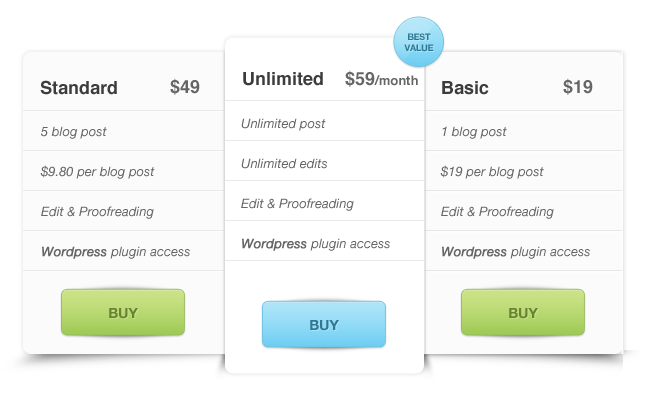 Standard $49
5 blog post
$9.80 per blog post
Edit & Proofreading
Wordpress plugin access
BUY
BEST
VALUE
Unlimited $59/month
Unlimited post
Unlimited edits
Edit & Proofreading
Wordpress plugin access
BUY
Basic $19
1 blog post
$19 per blog post
Edit & Proofreading
Wordpress plugin access
BUY